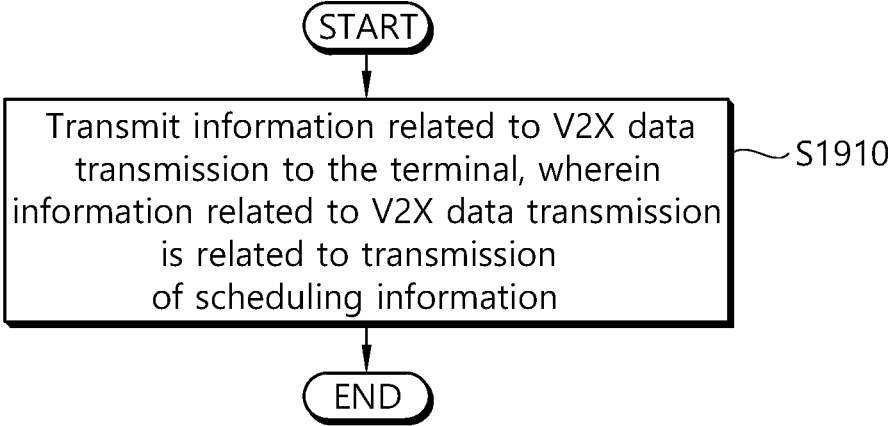 START
Transmit information related to V2X data
transmission to the terminal, wherein
information related to V2X data transmission
is related to transmission
of scheduling information
S1910
END